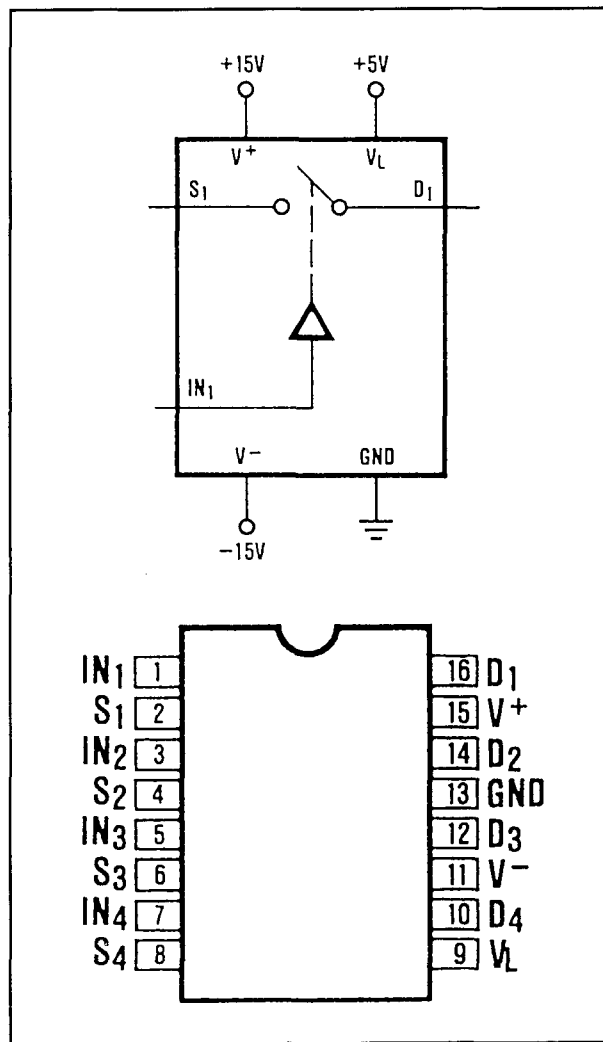 +15V +5V
V+ VL
S1 D1
IN1
V− GND
−15V
IN1 1 16 D1
S1 2 15 V+
IN2 3 14 D2
S2 4 13 GND
IN3 5 12 D3
S3 6 11 V−
IN4 7 10 D4
S4 8 9 VL